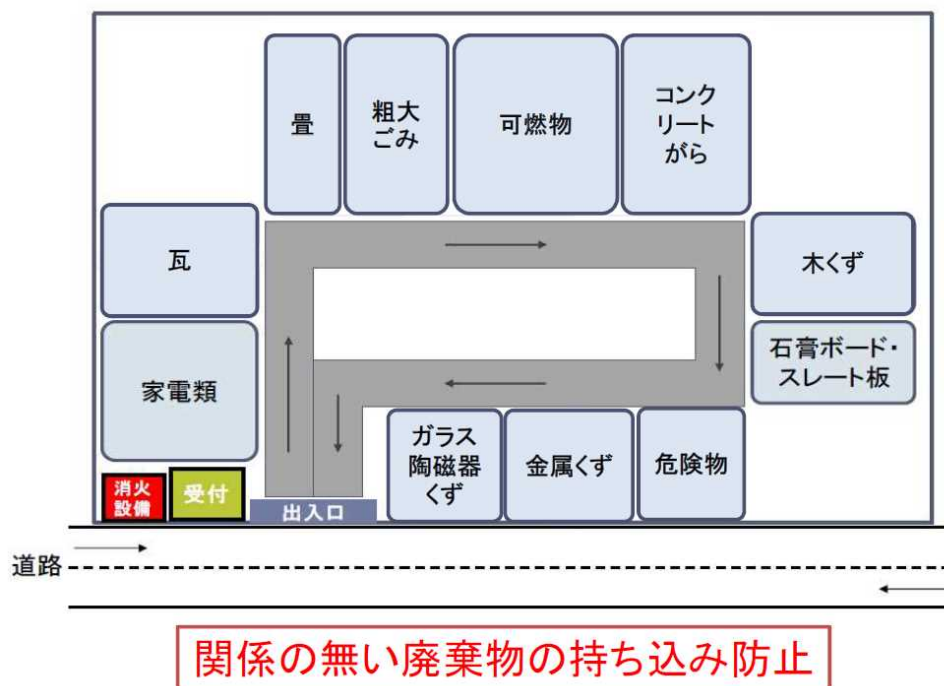 畳
粗大
ごみ
可燃物
コンク
リート
がら
瓦
木くず
家電類
石膏ボード・
スレート板
ガラス
陶磁器
くず
金属くず
危険物
消火
設備
受付
出入口
道路
関係の無い廃棄物の持ち込み防止